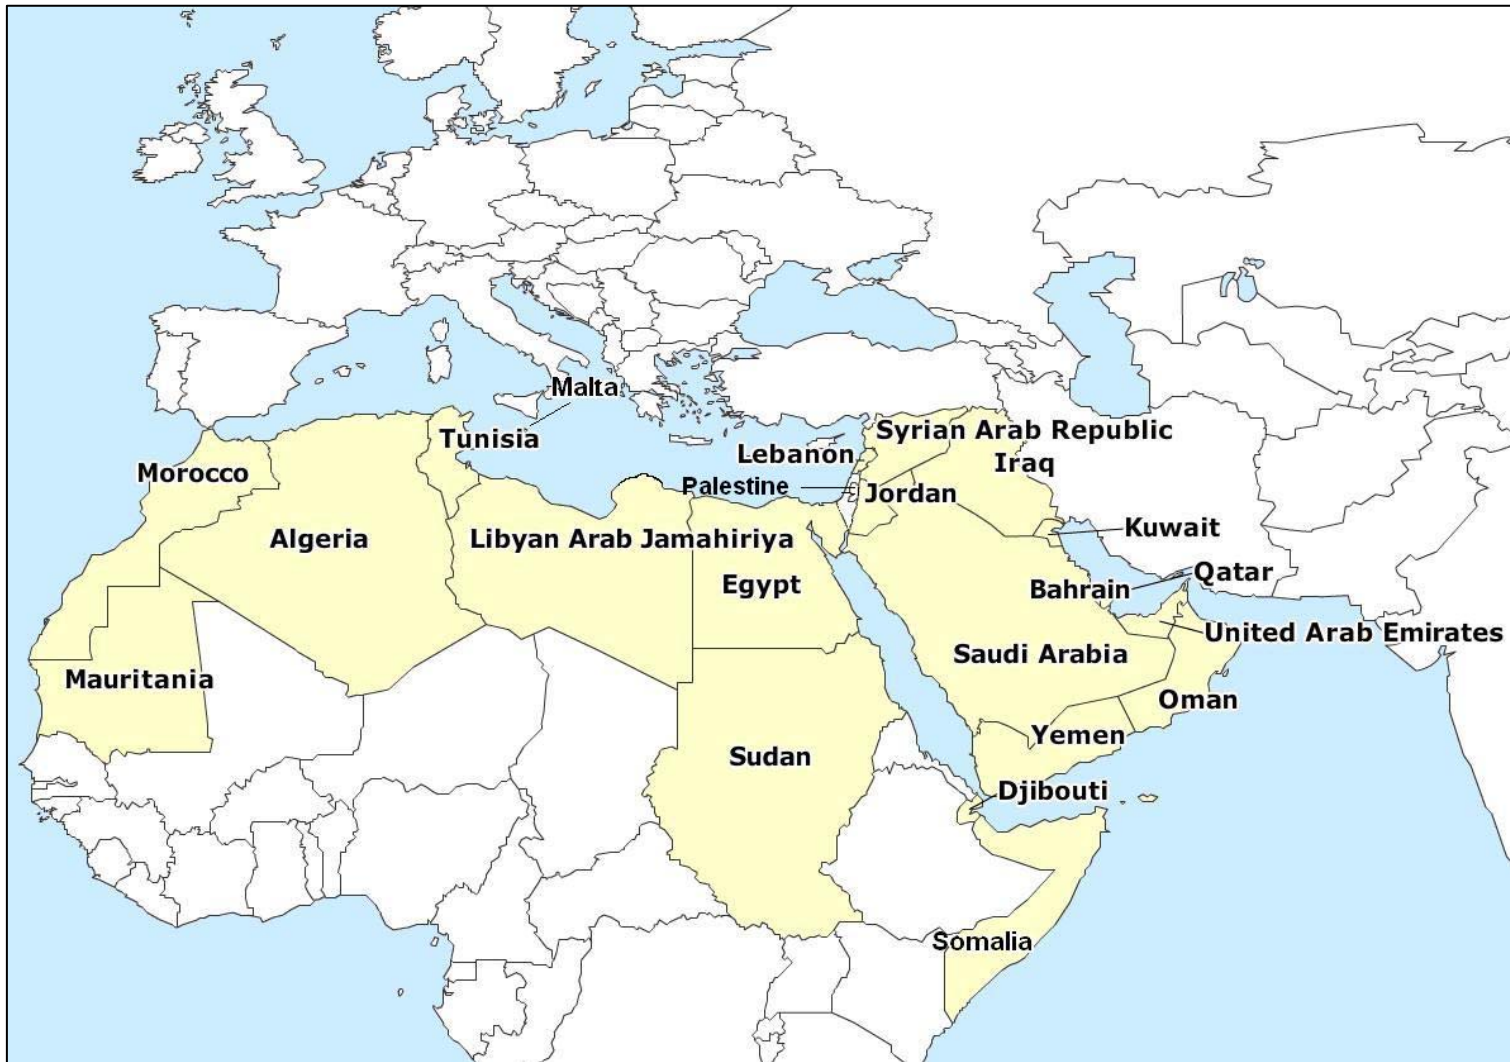 Malta
Tunisia
Syrian Arab Republic
Lebanon
Iraq
Morocco
Palestine
Jordan
Kuwait
Algeria
Libyan Arab Jamahiriya
Qatar
Egypt
Bahrain
United Arab Emirates
Saudi Arabia
Mauritania
Oman
Yemen
Sudan
Djibouti
Somalia